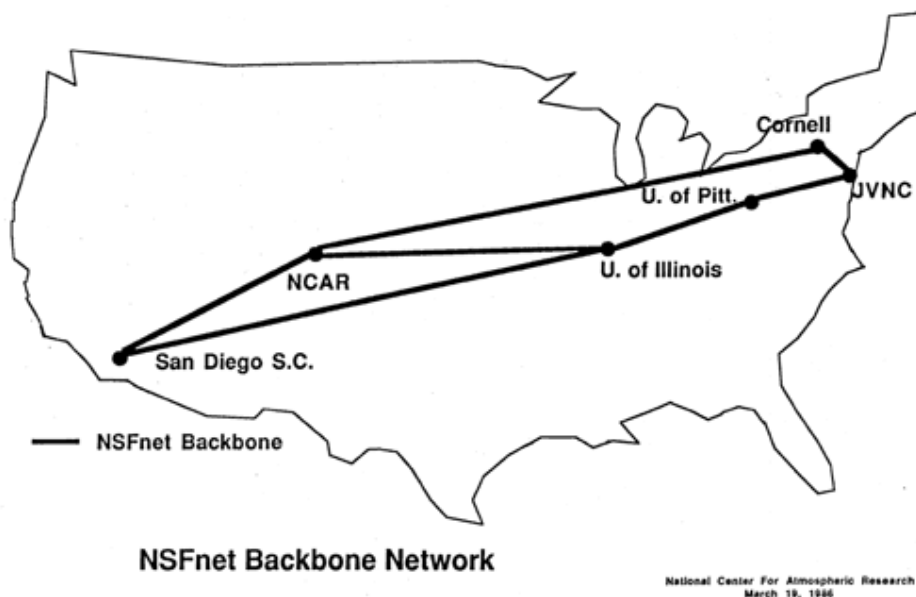 Cornell
JVNC
U. of Pitt.
U. of Illinois
NCAR
San Diego S.C.
NSFnet Backbone
NSFnet Backbone Network
National Center For Atmospheric Research
March 19, 1986